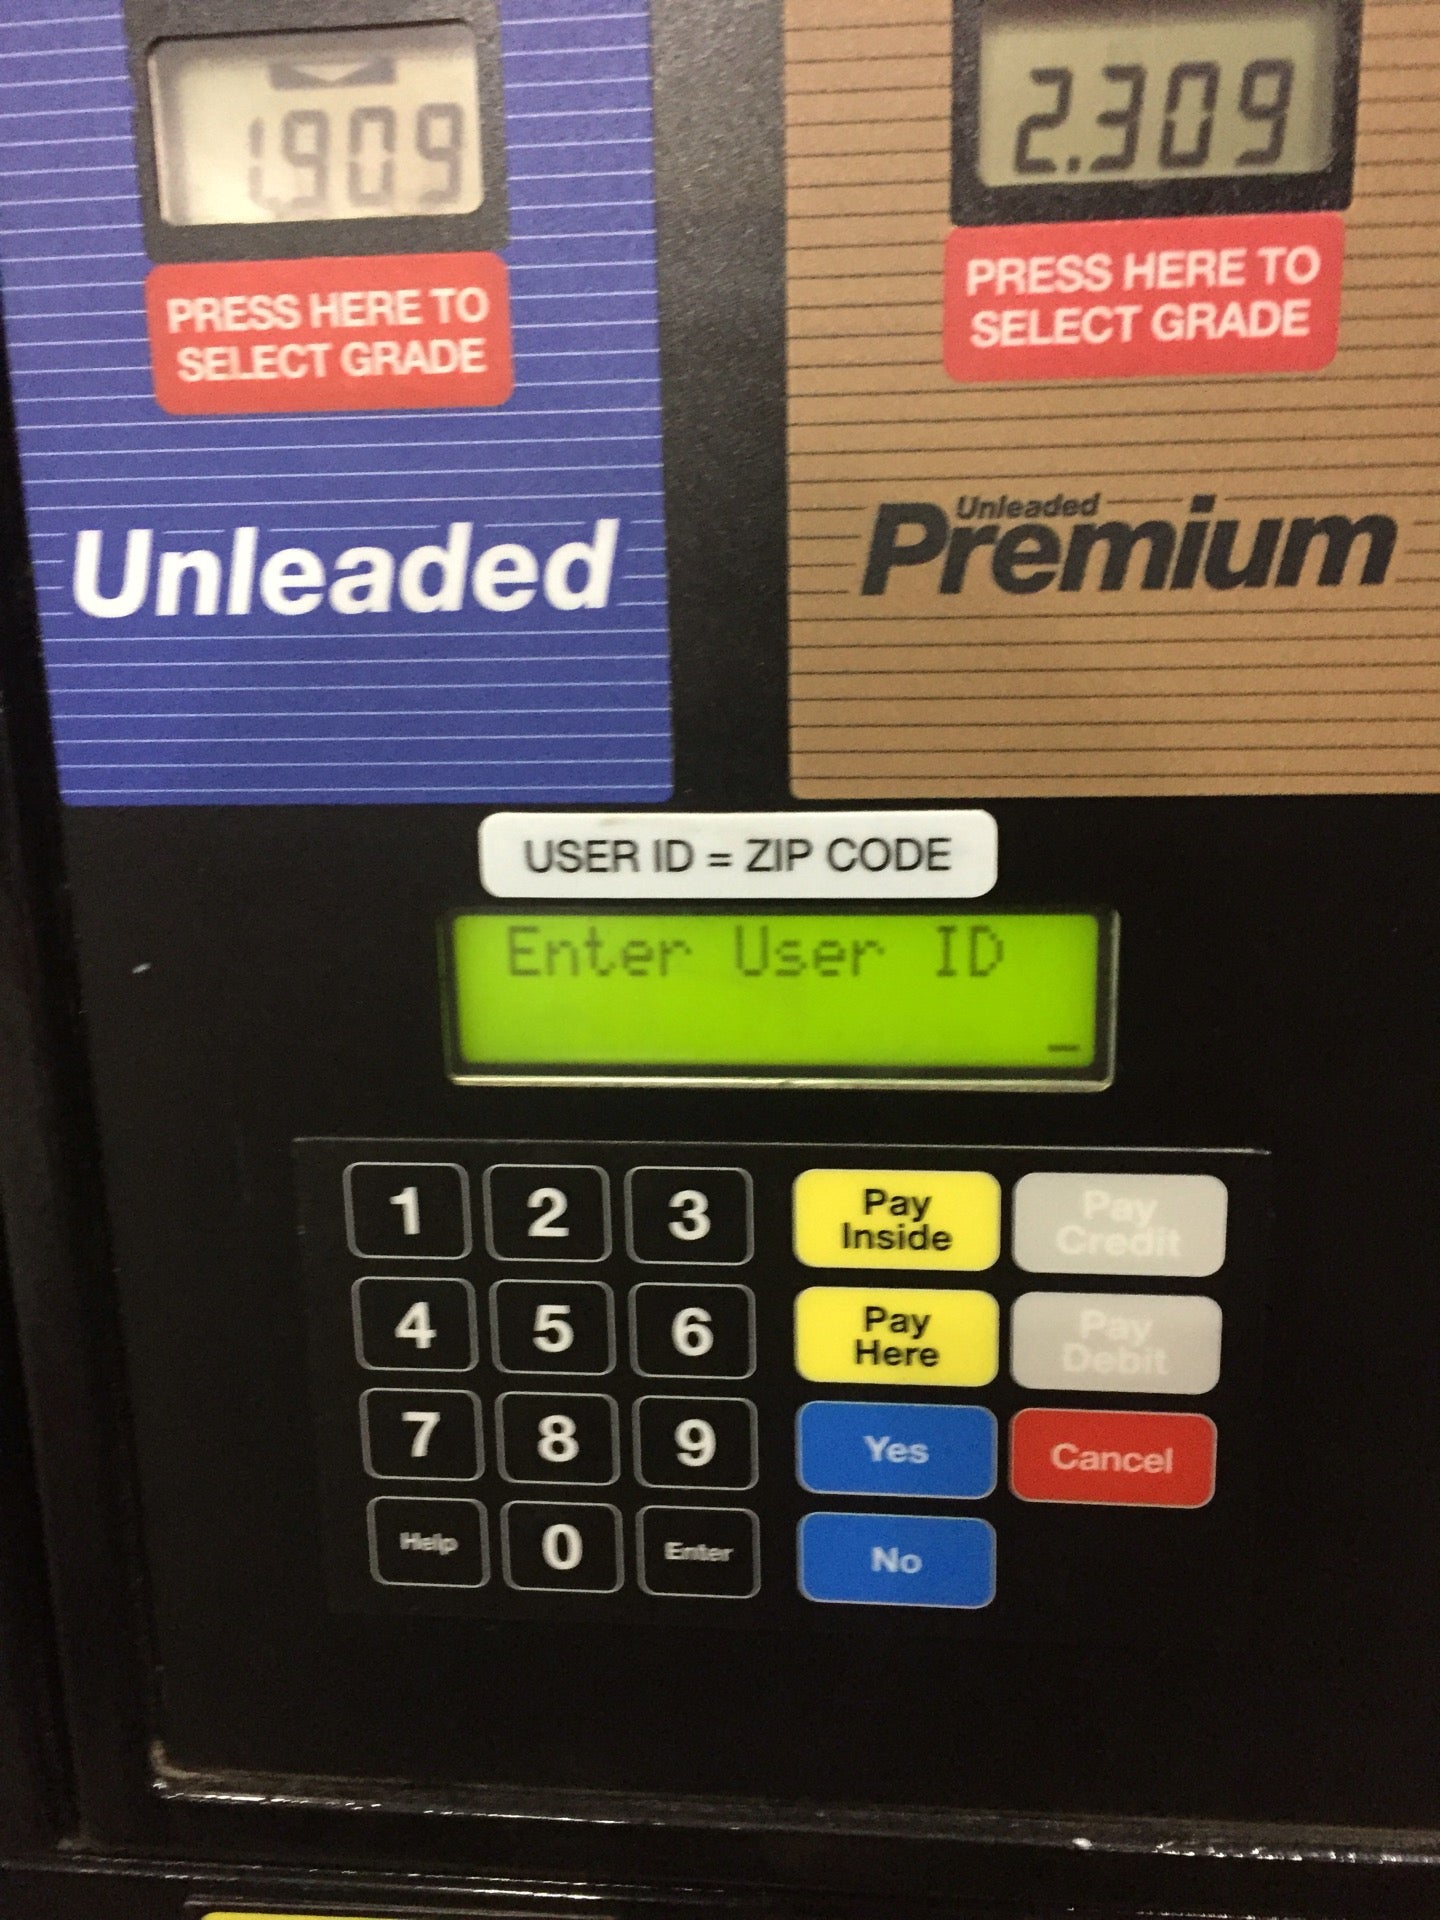 1.909
2.309
PRESS HERE TO
SELECT GRADE
PRESS HERE TO
SELECT GRADE
Unleaded
Unleaded
Premium
USER ID = ZIP CODE
Enter User ID
_
1 2 3
Pay
Inside
Pay
Credit
4 5 6
Pay
Here
Pay
Debit
7 8 9
Yes
Cancel
Help 0 Enter
No